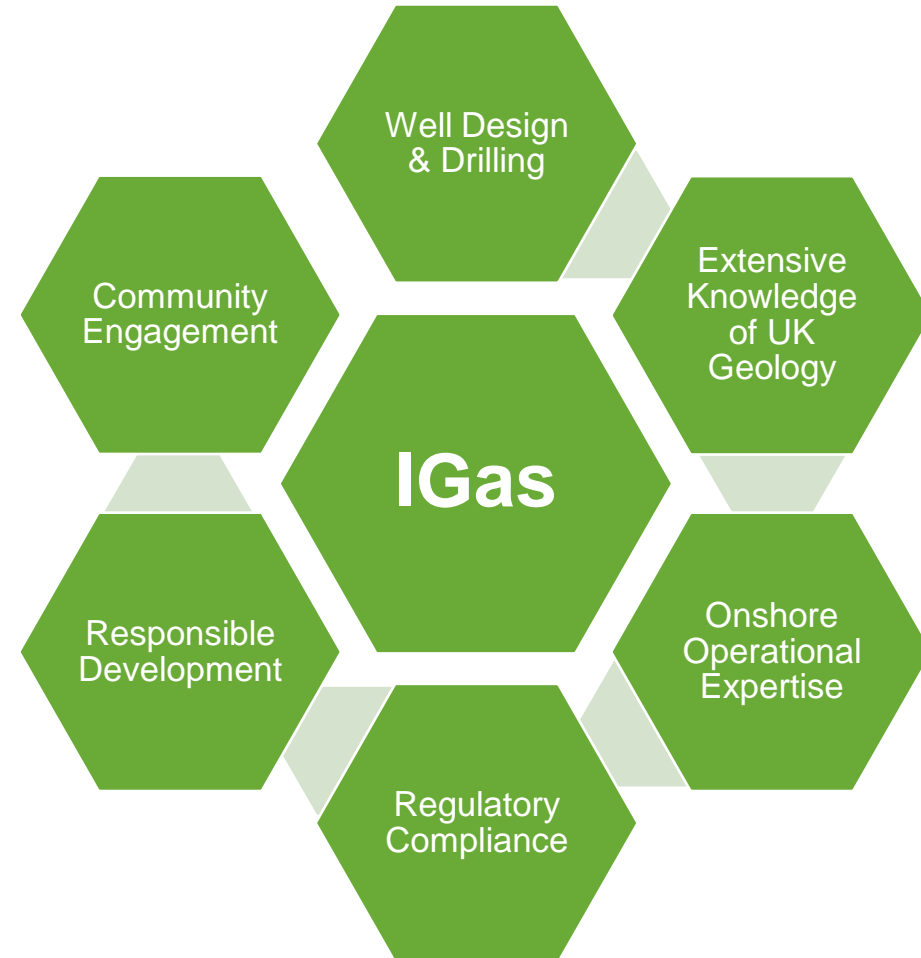 Well Design
& Drilling
Extensive
Knowledge
of UK
Geology
Community
Engagement
IGas
Onshore
Operational
Expertise
Responsible
Development
Regulatory
Compliance